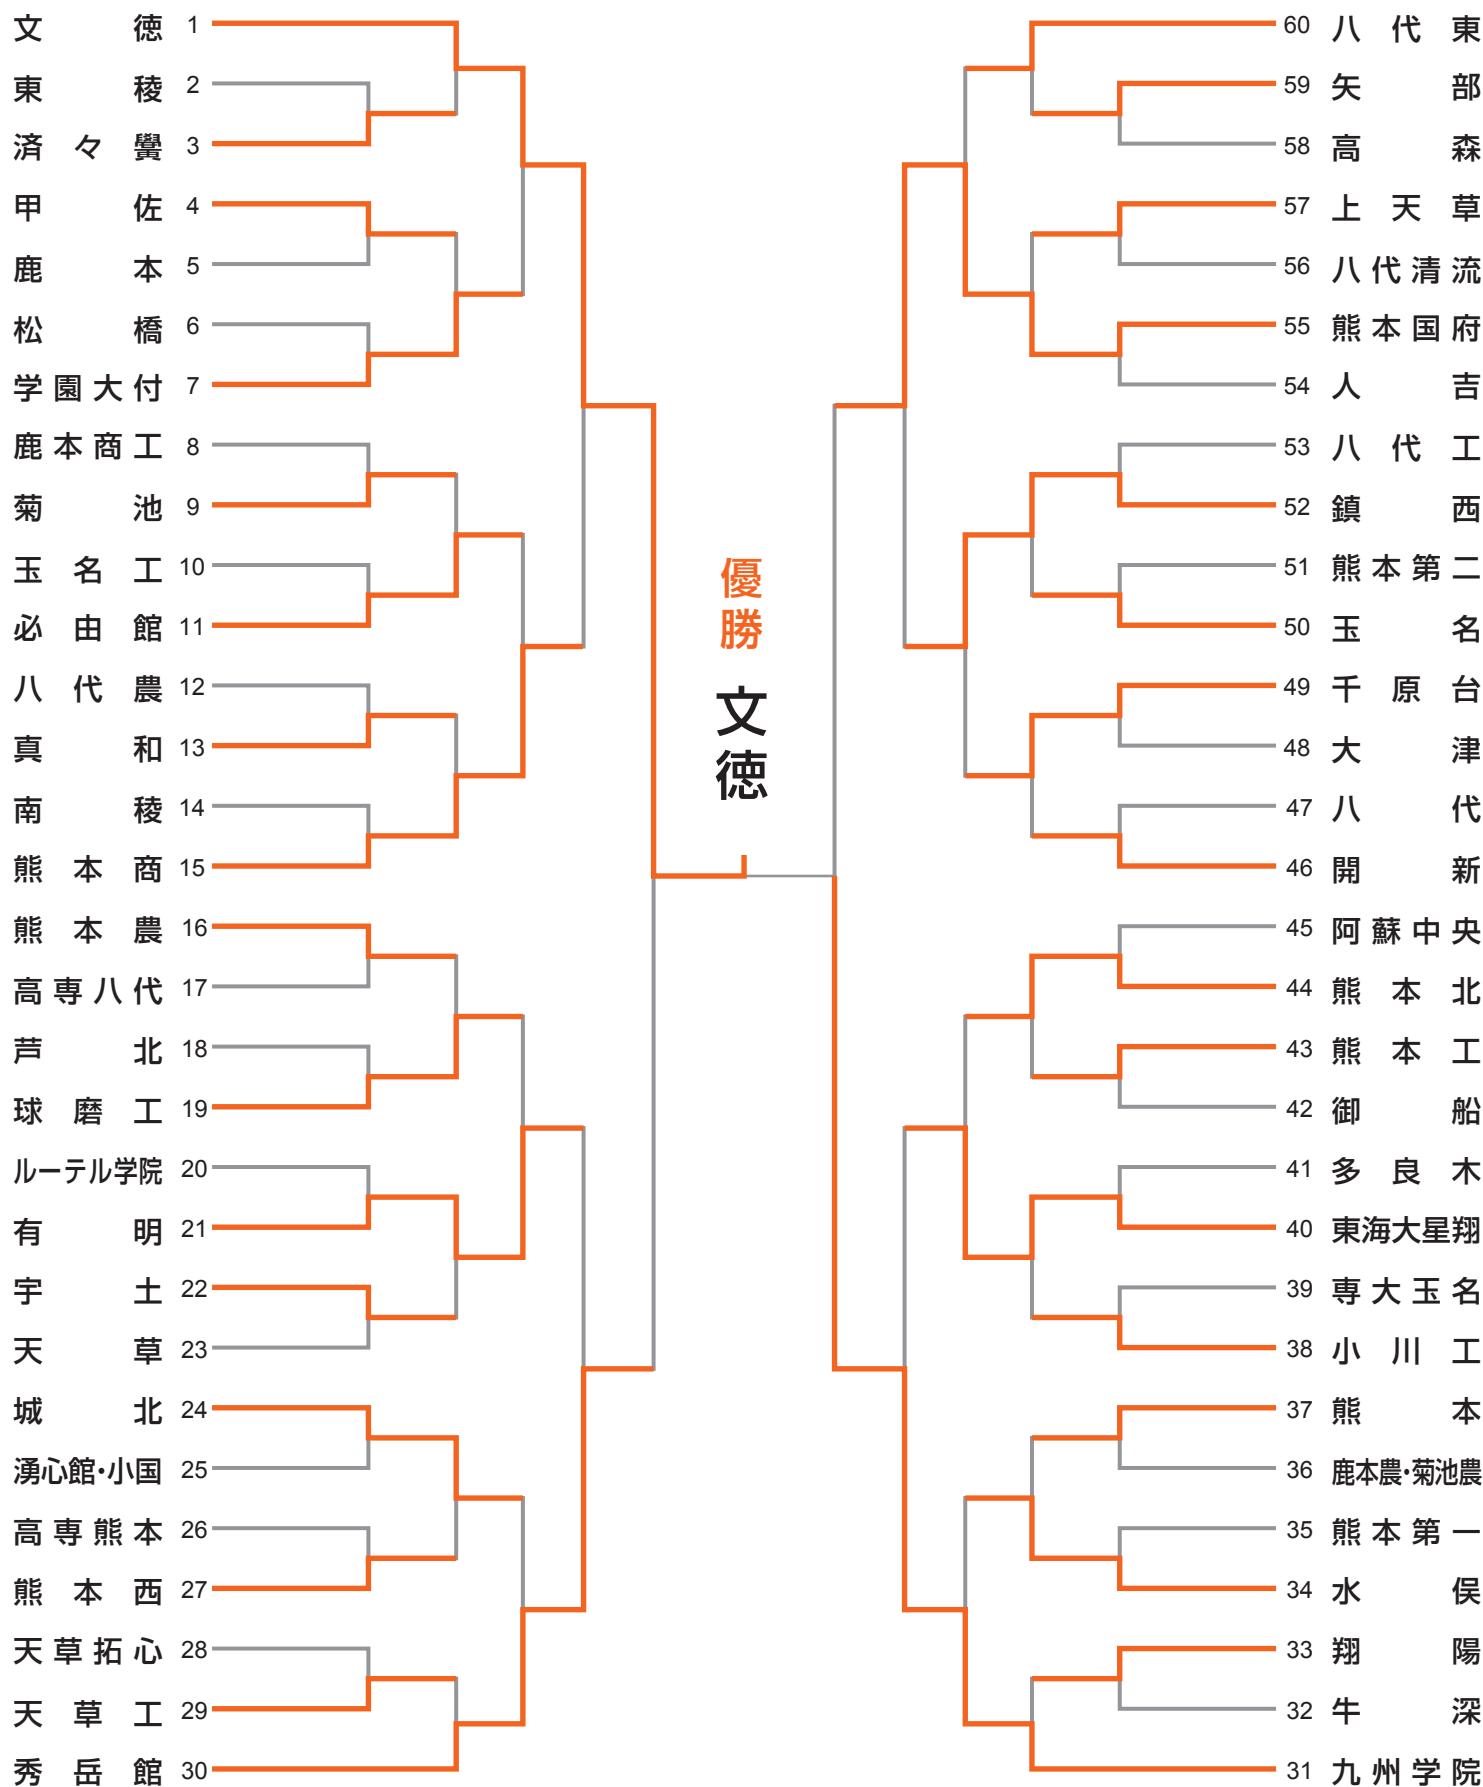 文徳 1
東稜 2
済々黌 3
甲佐 4
鹿本 5
松橋 6
学園大付 7
鹿本商工 8
菊池 9
玉名工 10
必由館 11
八代農 12
真和 13
南稜 14
熊本商 15
熊本農 16
高専八代 17
芦北 18
球磨工 19
ルーテル学院 20
有明 21
宇土 22
天草 23
城北 24
湧心館・小国 25
高専熊本 26
熊本西 27
天草拓心 28
天草工 29
秀岳館 30
優勝
文徳
60 八代東
59 矢部
58 高森
57 上天草
56 八代清流
55 熊本国府
54 人吉
53 八代工
52 鎮西
51 熊本第二
50 玉名
49 千原台
48 大津
47 八代
46 開新
45 阿蘇中央
44 熊本北
43 熊本工
42 御船
41 多良木
40 東海大星翔
39 専大玉名
38 小川工
37 熊本
36 鹿本農・菊池農
35 熊本第一
34 水俣
33 翔陽
32 牛深
31 九州学院